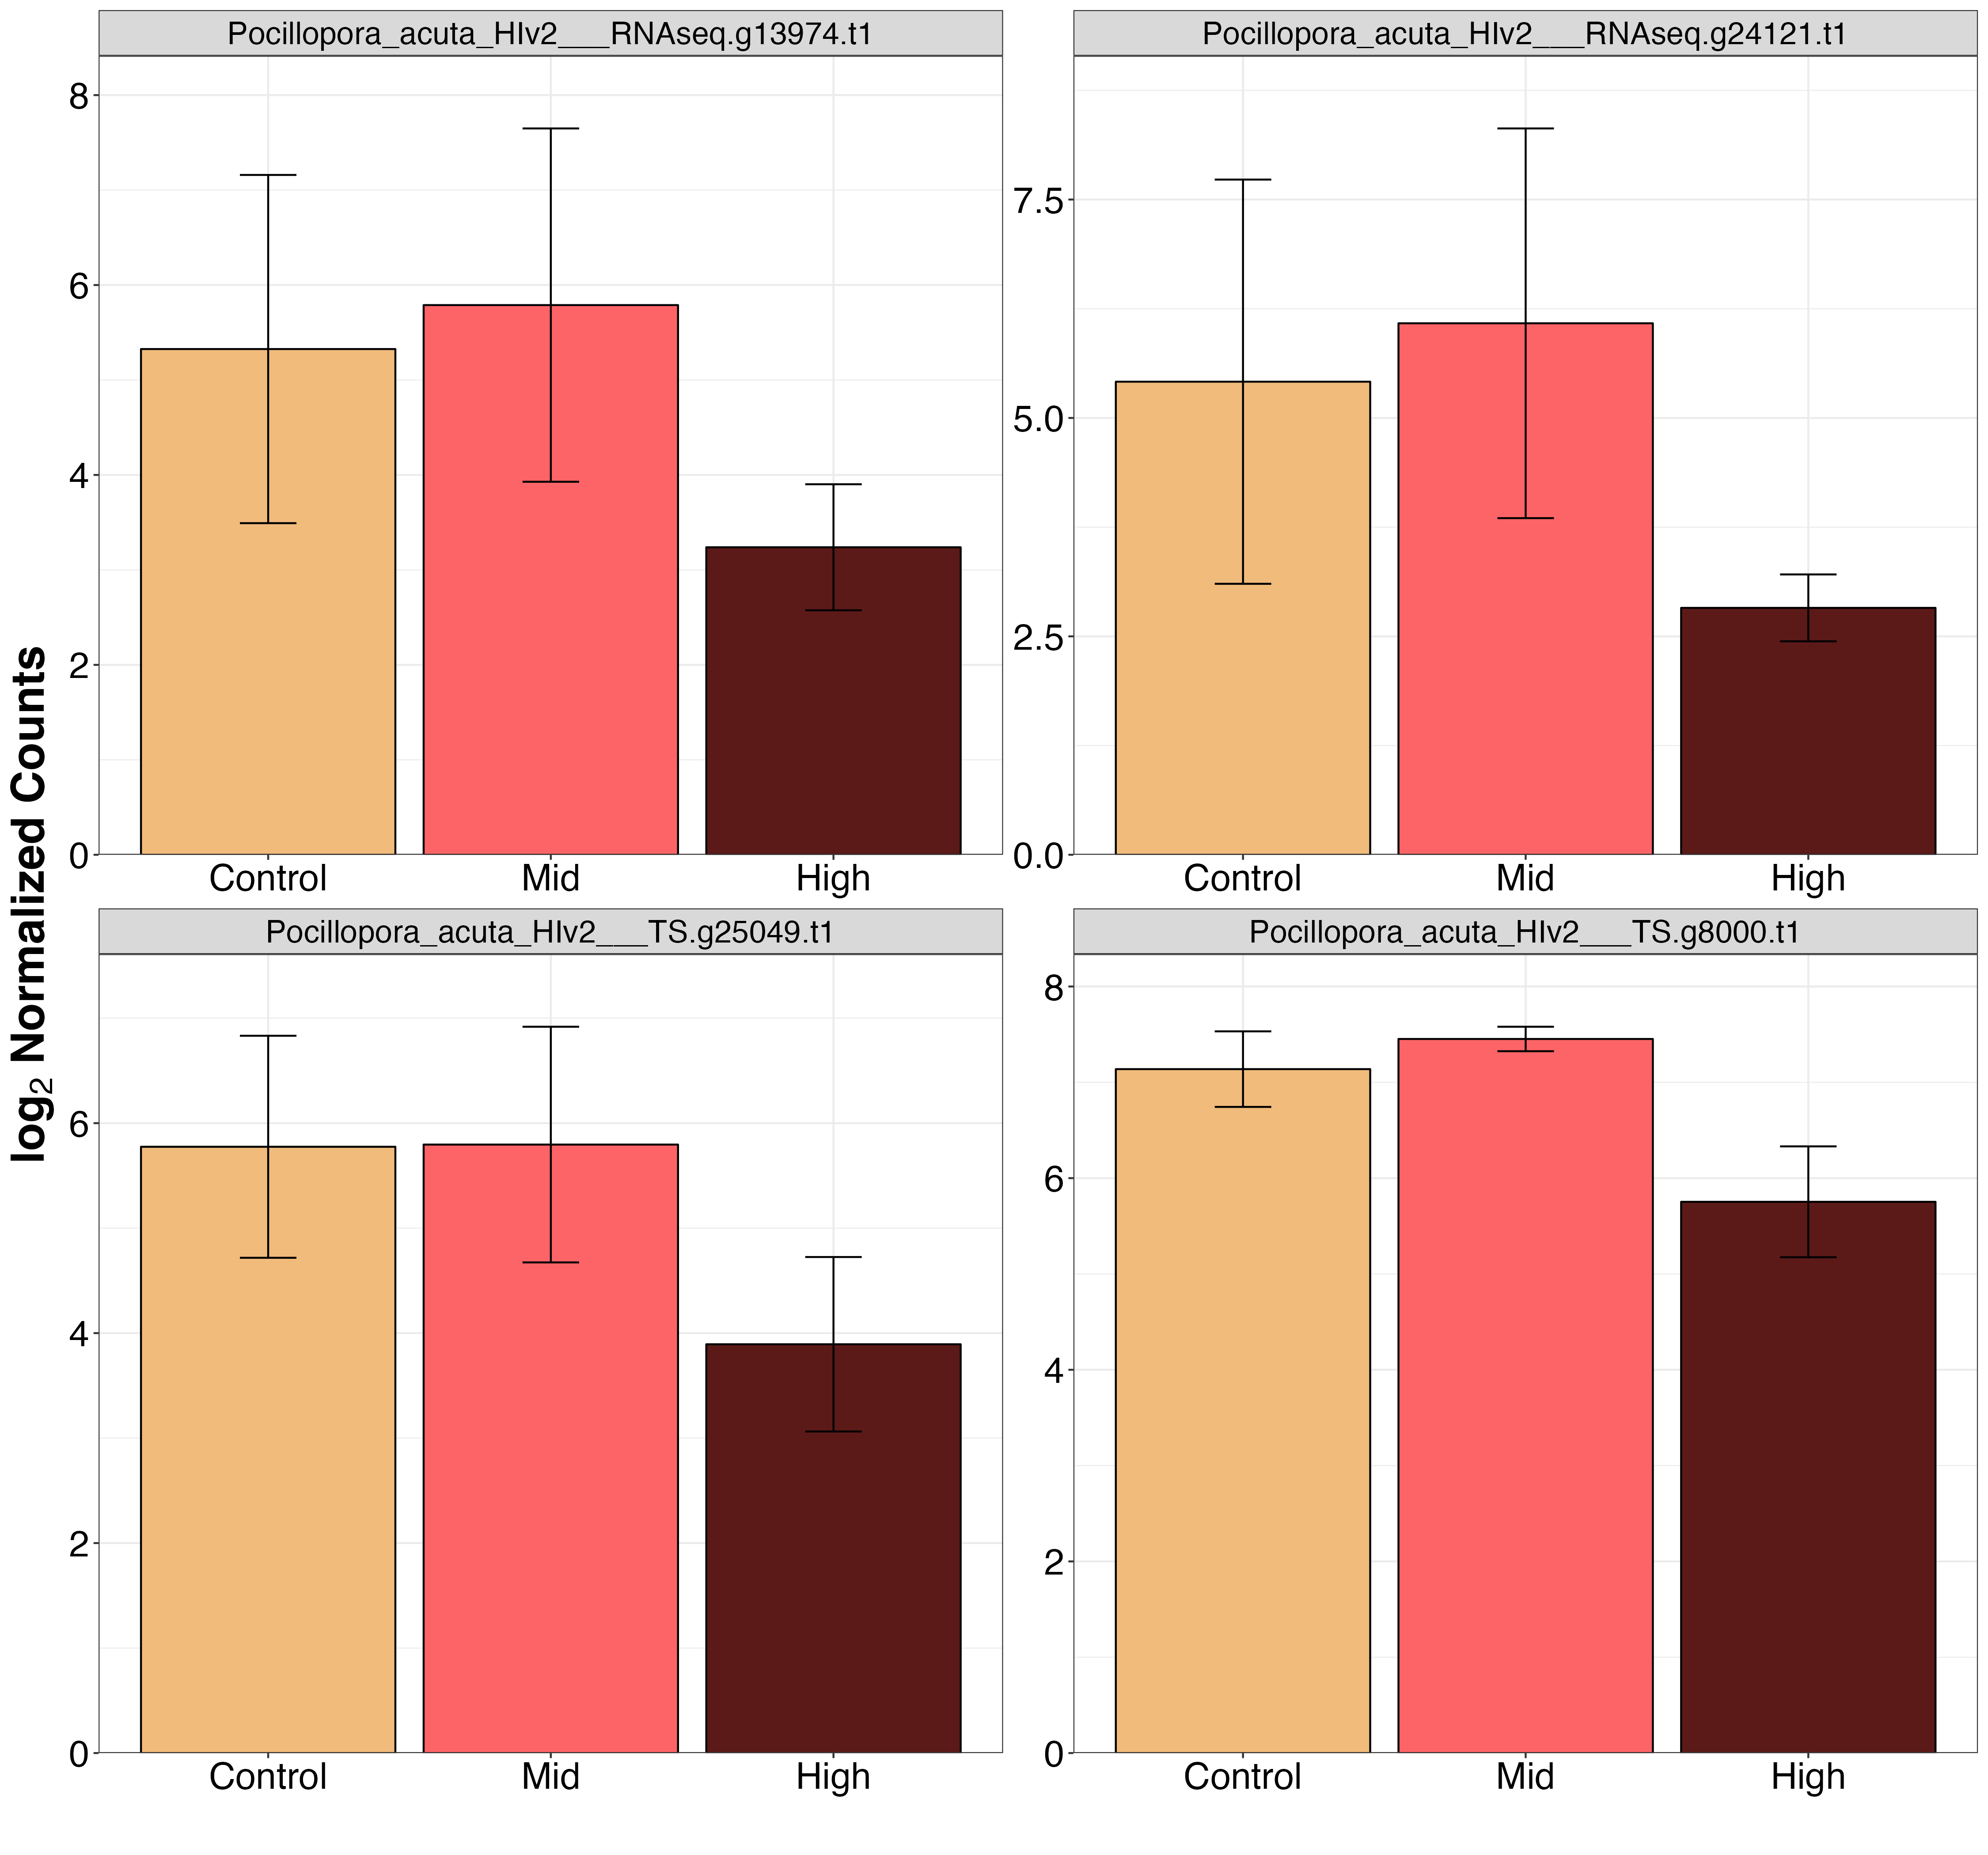 Pocillopora_acuta_HIv2___RNAseq.g13974.t1
8
6
4
2
0
Control Mid High
Pocillopora_acuta_HIv2___RNAseq.g24121.t1
7.5
5.0
2.5
0.0
Control Mid High
log2 Normalized Counts
Pocillopora_acuta_HIv2___TS.g25049.t1
6
4
2
0
Control Mid High
Pocillopora_acuta_HIv2___TS.g8000.t1
8
6
4
2
0
Control Mid High